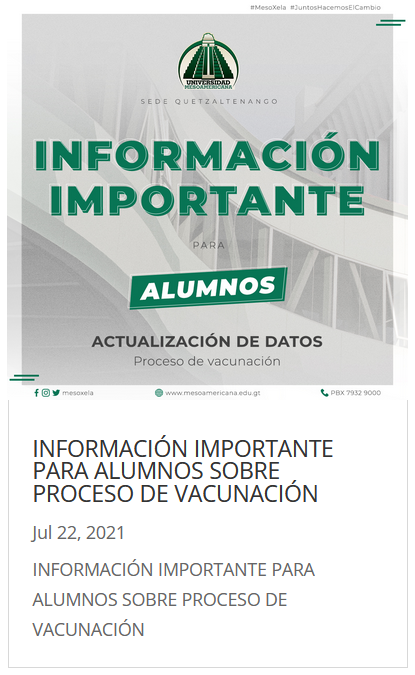 #MesoXela #JuntosHacemosElCambio
UNIVERSIDAD
MESOAMERICANA
SEDE QUETZALTENANGO
INFORMACIÓN
IMPORTANTE
PARA
ALUMNOS
ACTUALIZACIÓN DE DATOS
Proceso de vacunación
mesoxela www.mesoamericana.edu.gt PBX 7932 9000
INFORMACIÓN IMPORTANTE
PARA ALUMNOS SOBRE
PROCESO DE VACUNACIÓN
Jul 22, 2021
INFORMACIÓN IMPORTANTE PARA
ALUMNOS SOBRE PROCESO DE
VACUNACIÓN